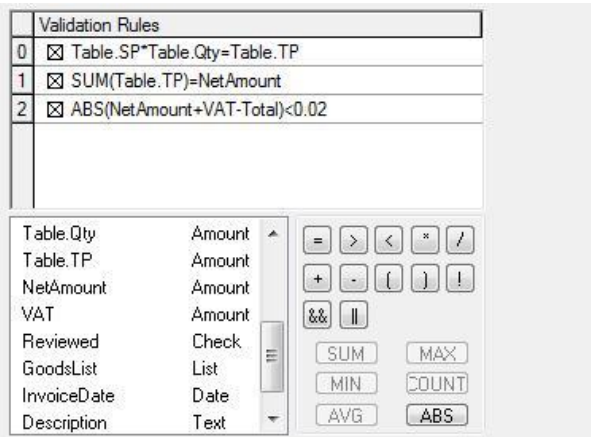 Validation Rules
0 Table.SP*Table.Qty=Table.TP
1 SUM(Table.TP)=NetAmount
2 ABS(NetAmount+VAT-Total)<0.02
Table.Qty Amount
Table.TP Amount
NetAmount Amount
VAT Amount
Reviewed Check
GoodsList List
InvoiceDate Date
Description Text
= > < * /
+ - ( ) !
&& ||
SUM MAX
MIN COUNT
AVG ABS